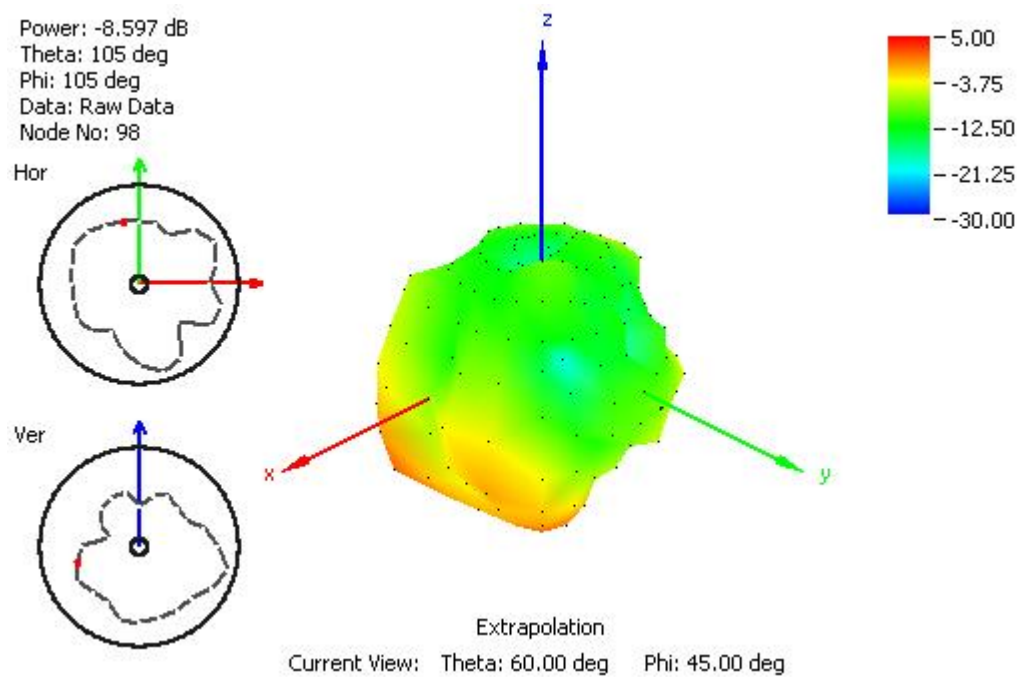 Power: -8.597 dB
Theta: 105 deg
Phi: 105 deg
Data: Raw Data
Node No: 98
Hor
Ver
z
x
y
5.00
-3.75
-12.50
-21.25
-30.00
Extrapolation
Current View: Theta: 60.00 deg Phi: 45.00 deg